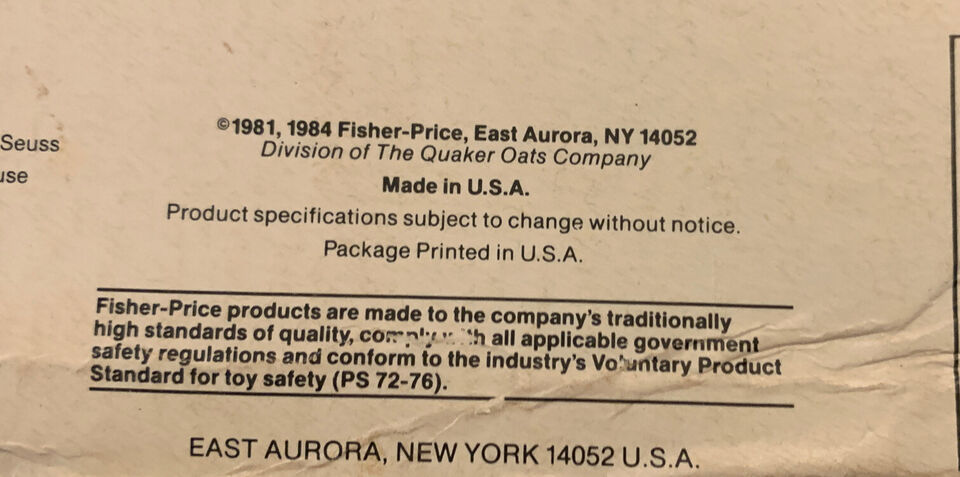 Seuss
use
©1981, 1984 Fisher-Price, East Aurora, NY 14052
Division of The Quaker Oats Company
Made in U.S.A.
Product specifications subject to change without notice.
Package Printed in U.S.A.
Fisher-Price products are made to the company's traditionally
high standards of quality, comply with all applicable government
safety regulations and conform to the industry's Voluntary Product
Standard for toy safety (PS 72-76).
EAST AURORA, NEW YORK 14052 U.S.A.